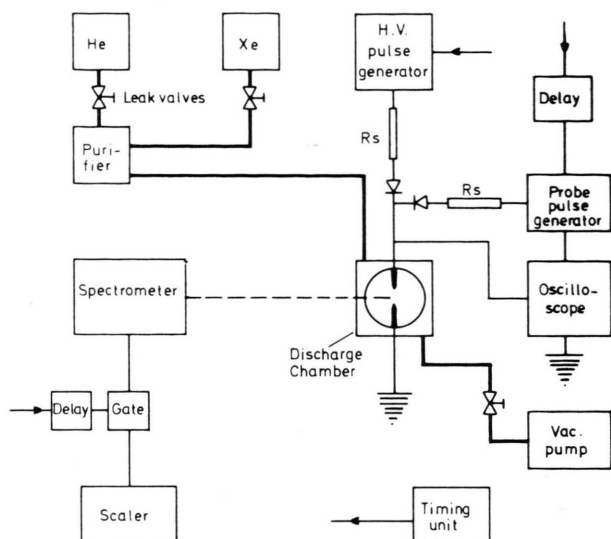 He
Xe
H.V.
pulse
generator
Leak valves
Delay
Puri-
fier
Rs
Rs
Probe
pulse
generator
Spectrometer
Oscillo-
scope
Discharge
Chamber
Delay
Gate
Vac.
pump
Scaler
Timing
unit